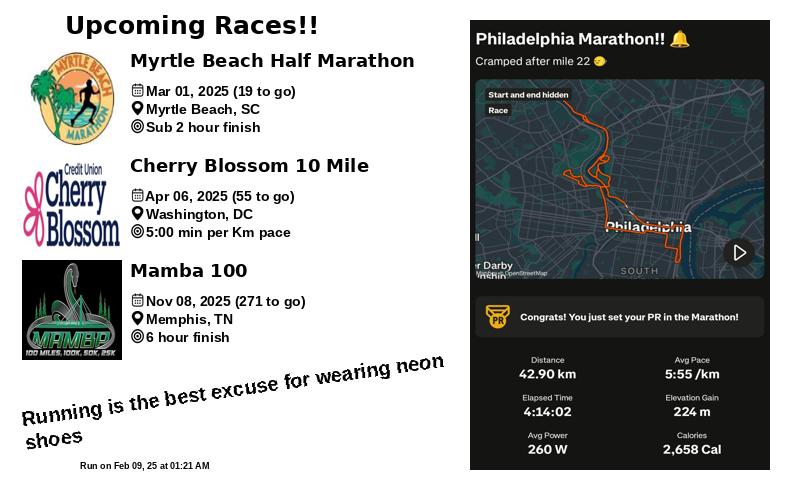 Upcoming Races!!
MYRTLE BEACH
MARATHON
Myrtle Beach Half Marathon
Mar 01, 2025 (19 to go)
Myrtle Beach, SC
Sub 2 hour finish
Credit Union
Cherry
Blossom
Cherry Blossom 10 Mile
Apr 06, 2025 (55 to go)
Washington, DC
5:00 min per Km pace
MAMBA
100 MILES, 100K, 50K, 25K
Mamba 100
Nov 08, 2025 (271 to go)
Memphis, TN
6 hour finish
Running is the best excuse for wearing neon
shoes
Run on Feb 09, 25 at 01:21 AM
Philadelphia Marathon!! 🔔
Cramped after mile 22
Start and end hidden
Race
Philadelphia
ll
r Darby
SOUTH
OpenStreetMap
PR
Congrats! You just set your PR in the Marathon!
Distance
42.90 km
Avg Pace
5:55 /km
Elapsed Time
4:14:02
Elevation Gain
224 m
Avg Power
260 W
Calories
2,658 Cal